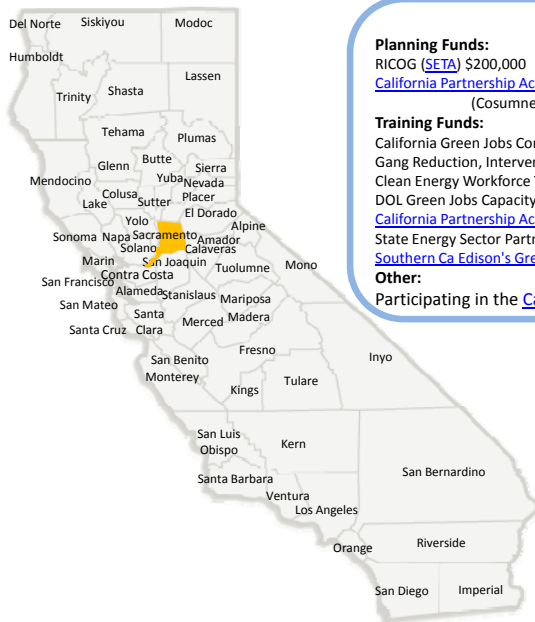 Del Norte Siskiyou Modoc
Humboldt
Trinity Shasta Lassen
Tehama Plumas
Glenn Butte Sierra
Mendocino Colusa Yuba Nevada
Lake Sutter Placer
Yolo El Dorado
Sonoma Napa Sacramento Alpine
Solano Amador
Marin Calaveras
San Joaquin
San Francisco Contra Costa Tuolumne Mono
Alameda Stanislaus Mariposa
San Mateo Santa
Santa Cruz Clara Merced Madera
San Benito Fresno
Monterey Inyo
Kings Tulare
San Luis
Obispo Kern
Santa Barbara San Bernardino
Ventura
Los Angeles
Orange Riverside
San Diego Imperial
Planning Funds:
RICOG (SETA) $200,000
California Partnership Ac
(Cosumne
Training Funds:
California Green Jobs Cor
Gang Reduction, Interver
Clean Energy Workforce
DOL Green Jobs Capacity
California Partnership Ac
State Energy Sector Partn
Southern Ca Edison's Gre
Other:
Participating in the Ca